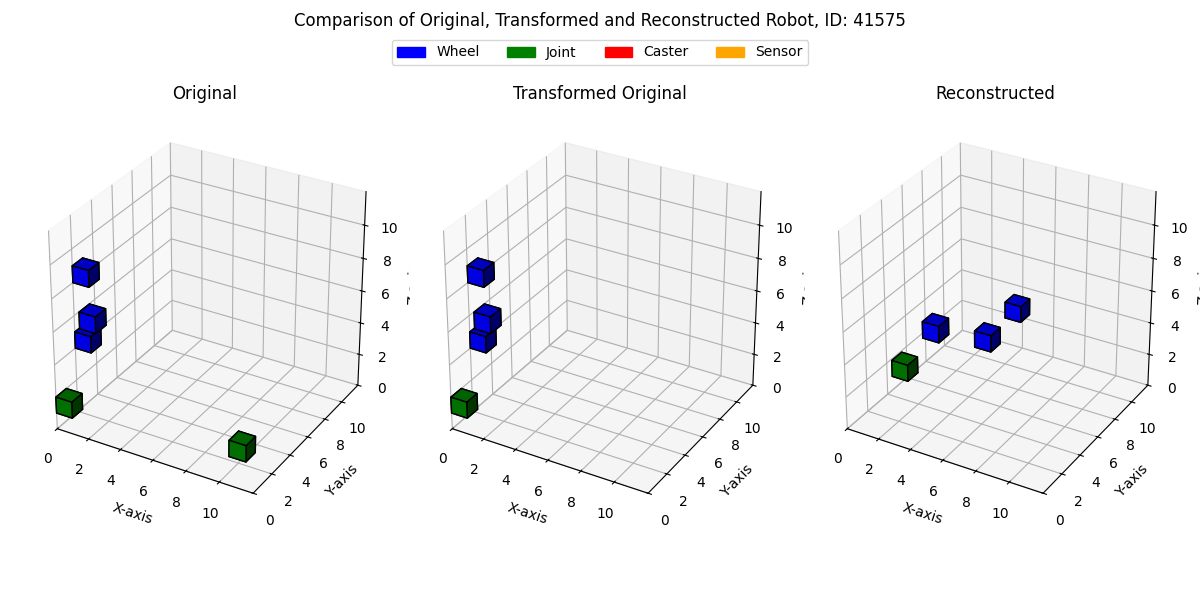 Comparison of Original, Transformed and Reconstructed Robot, ID: 41575
Wheel Joint Caster Sensor
Original Transformed Original Reconstructed
10 10 10
8 8 8
6 6 6
4 4 4
2 2 2
0 0 0
0 2 4 6 8 10 0 2 4 6 8 10 0 2 4 6 8 10
0 2 4 6 8 10 0 2 4 6 8 10 0 2 4 6 8 10
X-axis Y-axis X-axis Y-axis X-axis Y-axis